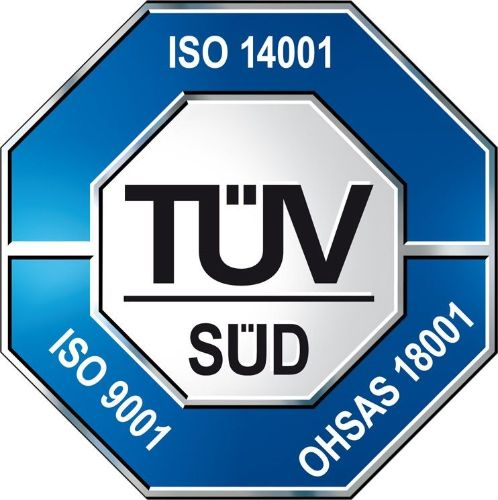 ISO 14001
TÜV
SÜD
ISO 9001
OHSAS 18001